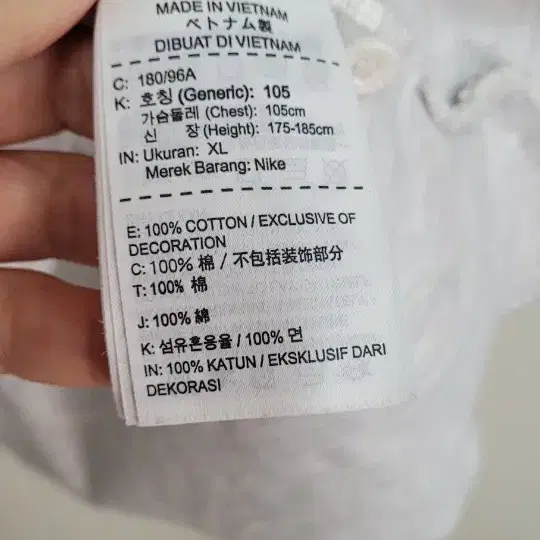 MADE IN VIETNAM
ベトナム製
DIBUAT DI VIETNAM
C: 180/96A
K: 호칭 (Generic): 105
가슴둘레 (Chest): 105cm
신 장 (Height): 175-185cm
IN: Ukuran: XL
Merek Barang: Nike
E: 100% COTTON / EXCLUSIVE OF
DECORATION
C: 100% 棉 / 不包括装饰部分
T: 100% 棉
J: 100% 綿
K: 섬유혼용율 / 100% 면
IN: 100% KATUN / EKSKLUSIF DARI
DEKORASI